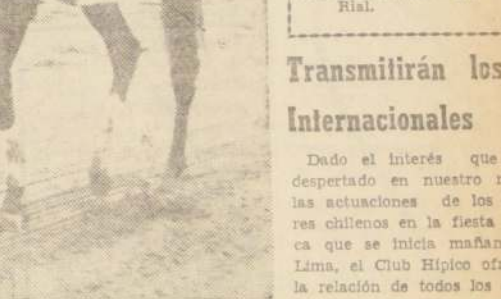 Rial.
Transmitirán los
Internacionales
Dado el interés que
despertado en nuestro
las actuaciones de los
res chilenos en la fiesta
ca que se inicia mañan
Lima, el Club Hípico ofr
la relación de todos los